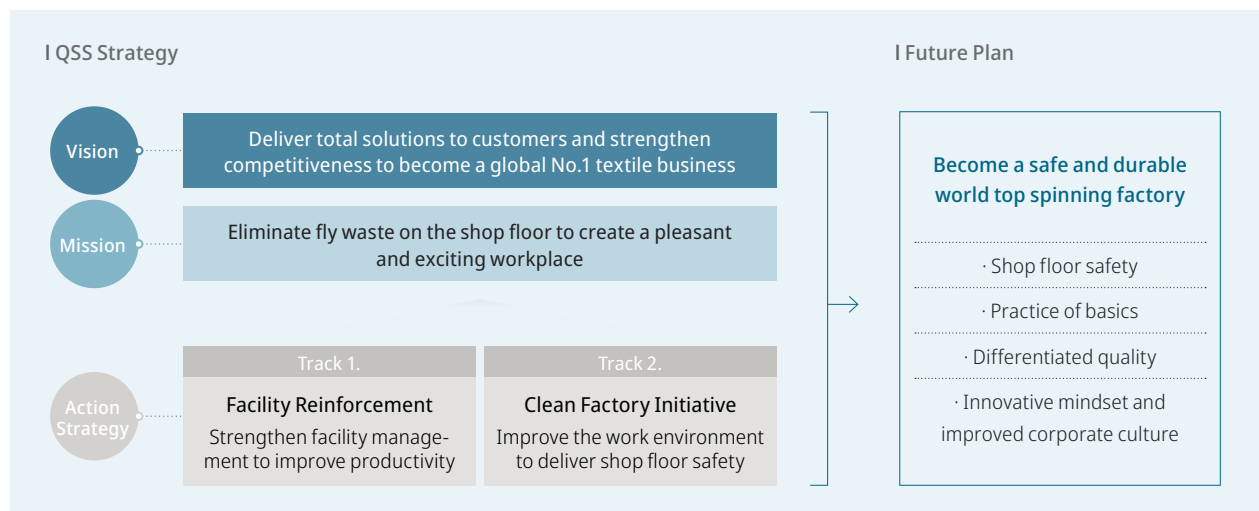 I QSS Strategy
Vision
Deliver total solutions to customers and strengthen
competitiveness to become a global No.1 textile business
Mission
Eliminate fly waste on the shop floor to create a pleasant
and exciting workplace
Action
Strategy
Track 1.
Facility Reinforcement
Strengthen facility manage-
ment to improve productivity
Track 2.
Clean Factory Initiative
Improve the work environment
to deliver shop floor safety
I Future Plan
Become a safe and durable
world top spinning factory
· Shop floor safety
· Practice of basics
· Differentiated quality
· Innovative mindset and
improved corporate culture